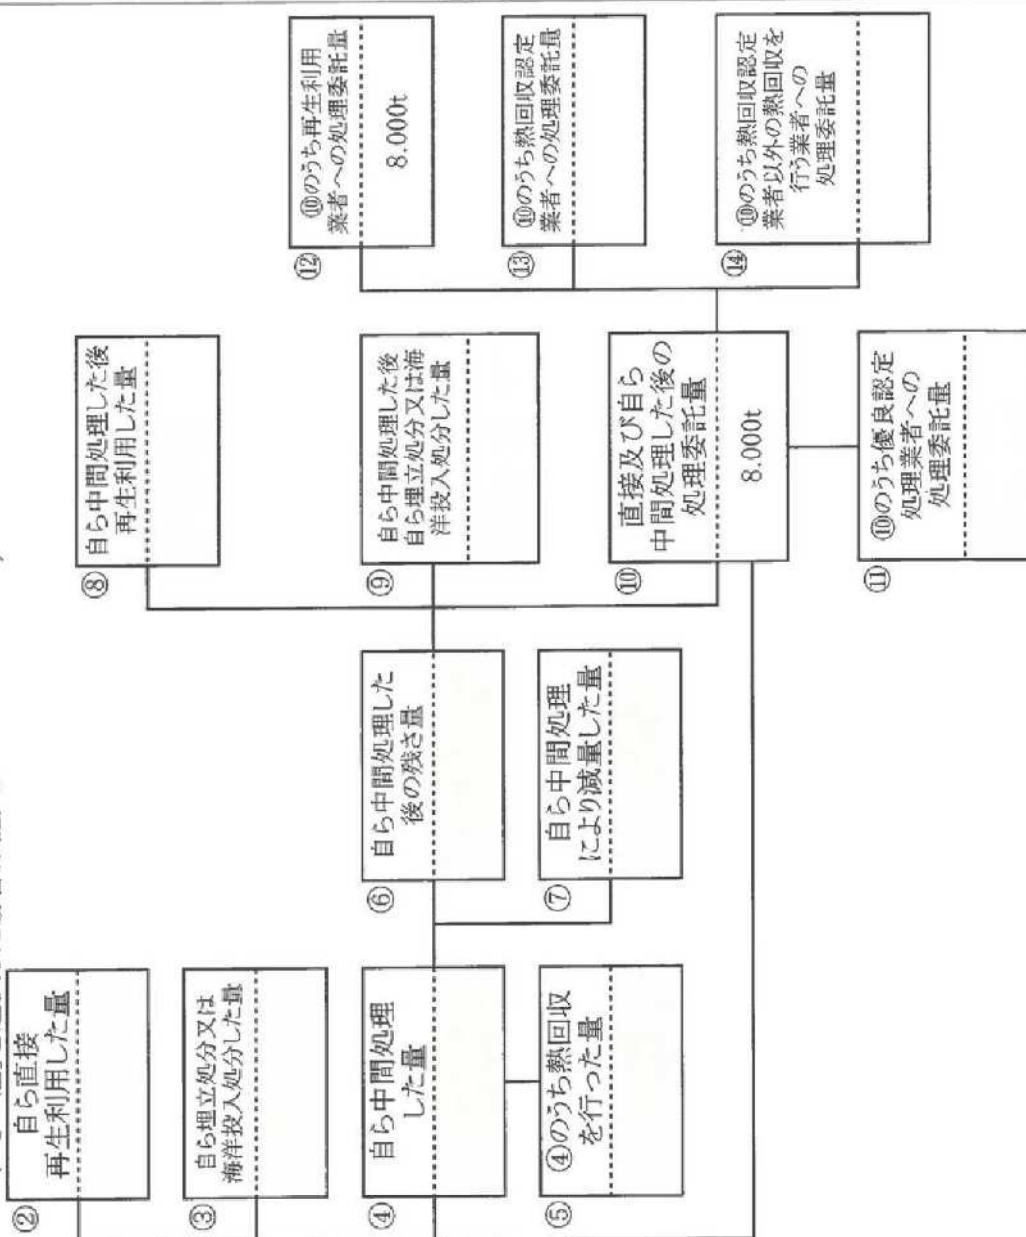 ②
自ら直接
再生利用した量
③
自ら埋立処分又は
海洋投入処分した量
④
自ら中間処理
した量
⑤
④のうち熱回収
を行った量
⑥
自ら中間処理した
後の残さ量
⑦
自ら中間処理
により減量した量
⑧
自ら中間処理した後
再生利用した量
⑨
自ら中間処理した後
自ら埋立処分又は海
洋投入処分した量
⑩
直接及び自ら
中間処理した後の
処理委託量
8.000t
⑪
⑩のうち優良認定
処理業者への
処理委託量
⑫
⑩のうち再生利用
業者への処理委託量
8.000t
⑬
⑩のうち熱回収認定
業者への処理委託量
⑭
⑩のうち熱回収認定
業者以外の熱回収を
行う業者への
処理委託量